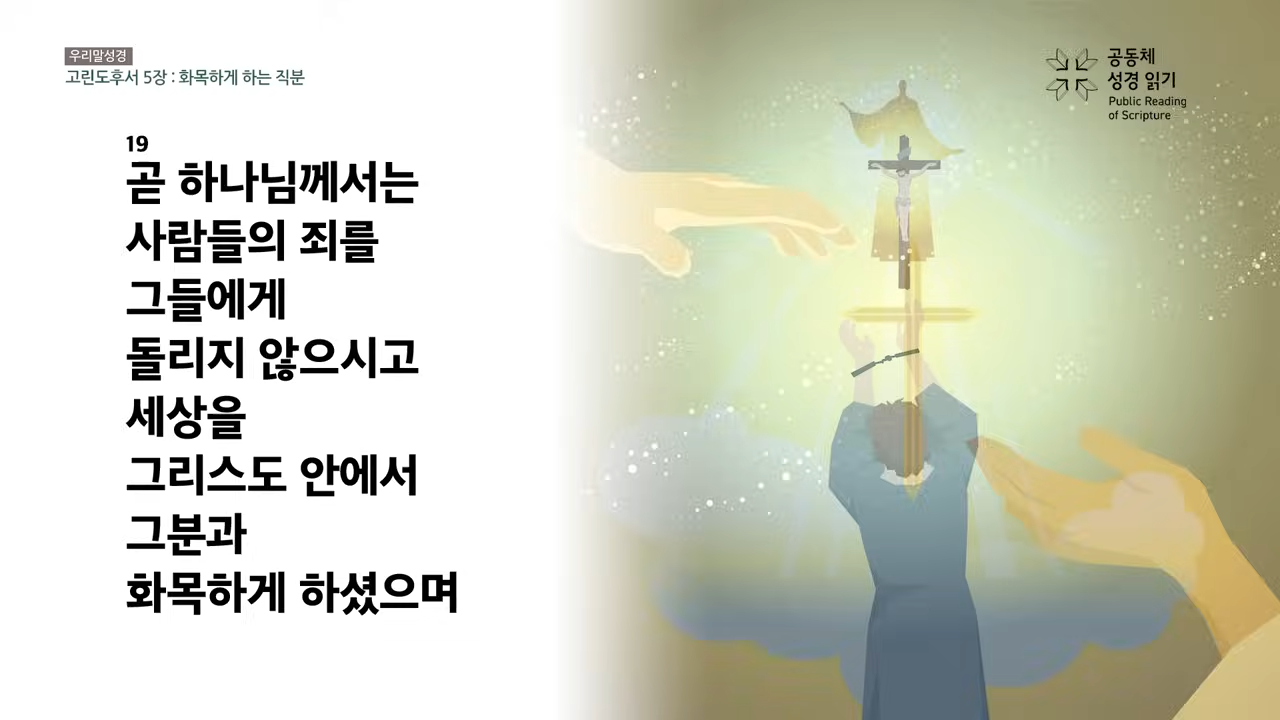 우리말성경
고린도후서 5장 : 화목하게 하는 직분
공동체
성경 읽기
Public Reading
of Scripture
19
곧 하나님께서는
사람들의 죄를
그들에게
돌리지 않으시고
세상을
그리스도 안에서
그분과
화목하게 하셨으며